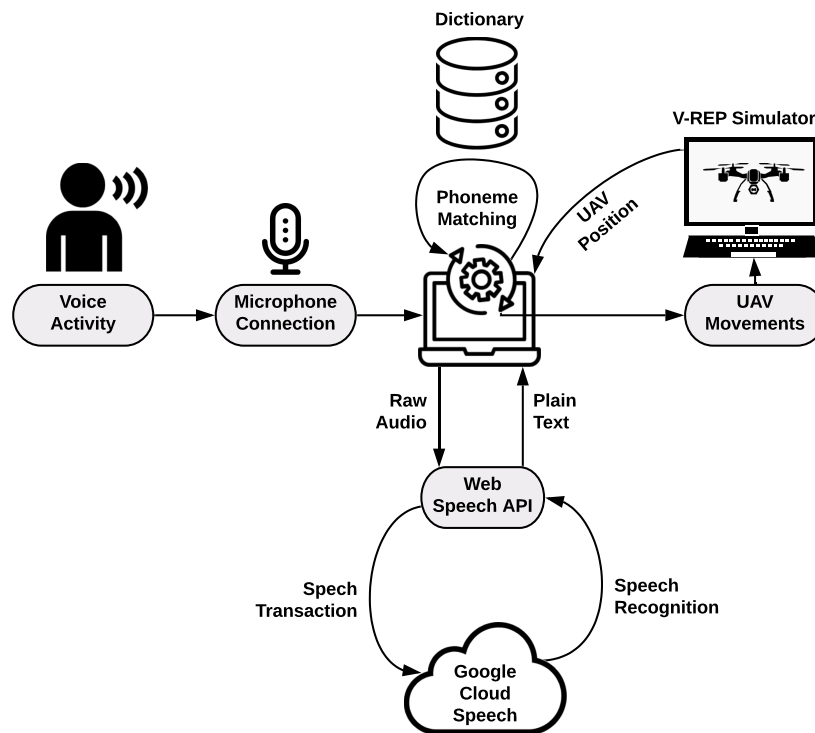 Dictionary
V-REP Simulator
Phoneme
Matching
UAV
Position
Voice
Activity
Microphone
Connection
UAV
Movements
Raw
Audio
Plain
Text
Web
Speech API
Spech
Transaction
Speech
Recognition
Google
Cloud
Speech